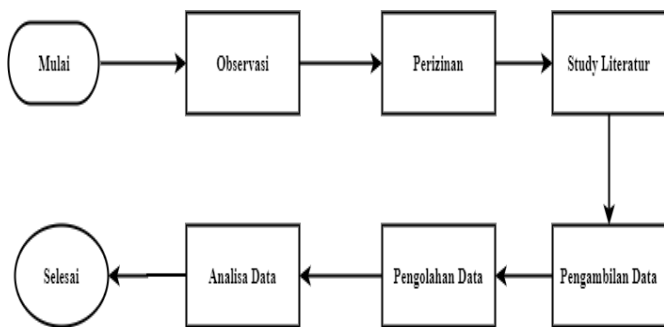 Mulai
Observasi
Perizinan
Study Literatur
Pengambilan Data
Pengolahan Data
Analisa Data
Selesai